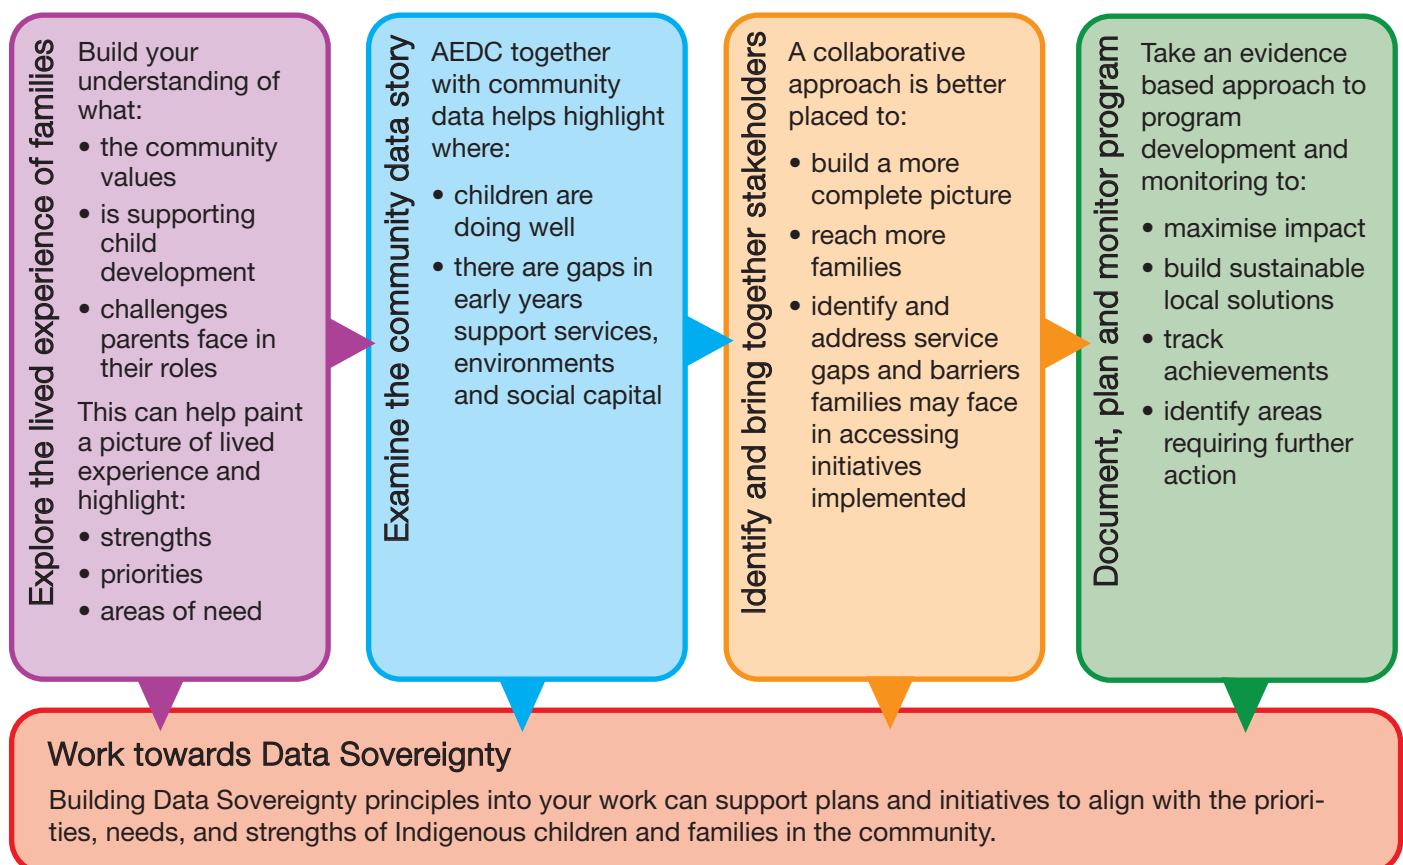 Explore the lived experience of families
Build your
understanding of
what:
• the community
values
• is supporting
child
development
• challenges
parents face in
their roles
This can help paint
a picture of lived
experience and
highlight:
• strengths
• priorities
• areas of need
Examine the community data story
AEDC together
with community
data helps highlight
where:
• children are
doing well
• there are gaps in
early years
support services,
environments
and social capital
Identify and bring together stakeholders
A collaborative
approach is better
placed to:
• build a more
complete picture
• reach more
families
• identify and
address service
gaps and barriers
families may face
in accessing
initiatives
implemented
Document, plan and monitor program
Take an evidence
based approach to
program
development and
monitoring to:
• maximise impact
• build sustainable
local solutions
• track
achievements
• identify areas
requiring further
action
Work towards Data Sovereignty
Building Data Sovereignty principles into your work can support plans and initiatives to align with the priori-
ties, needs, and strengths of Indigenous children and families in the community.